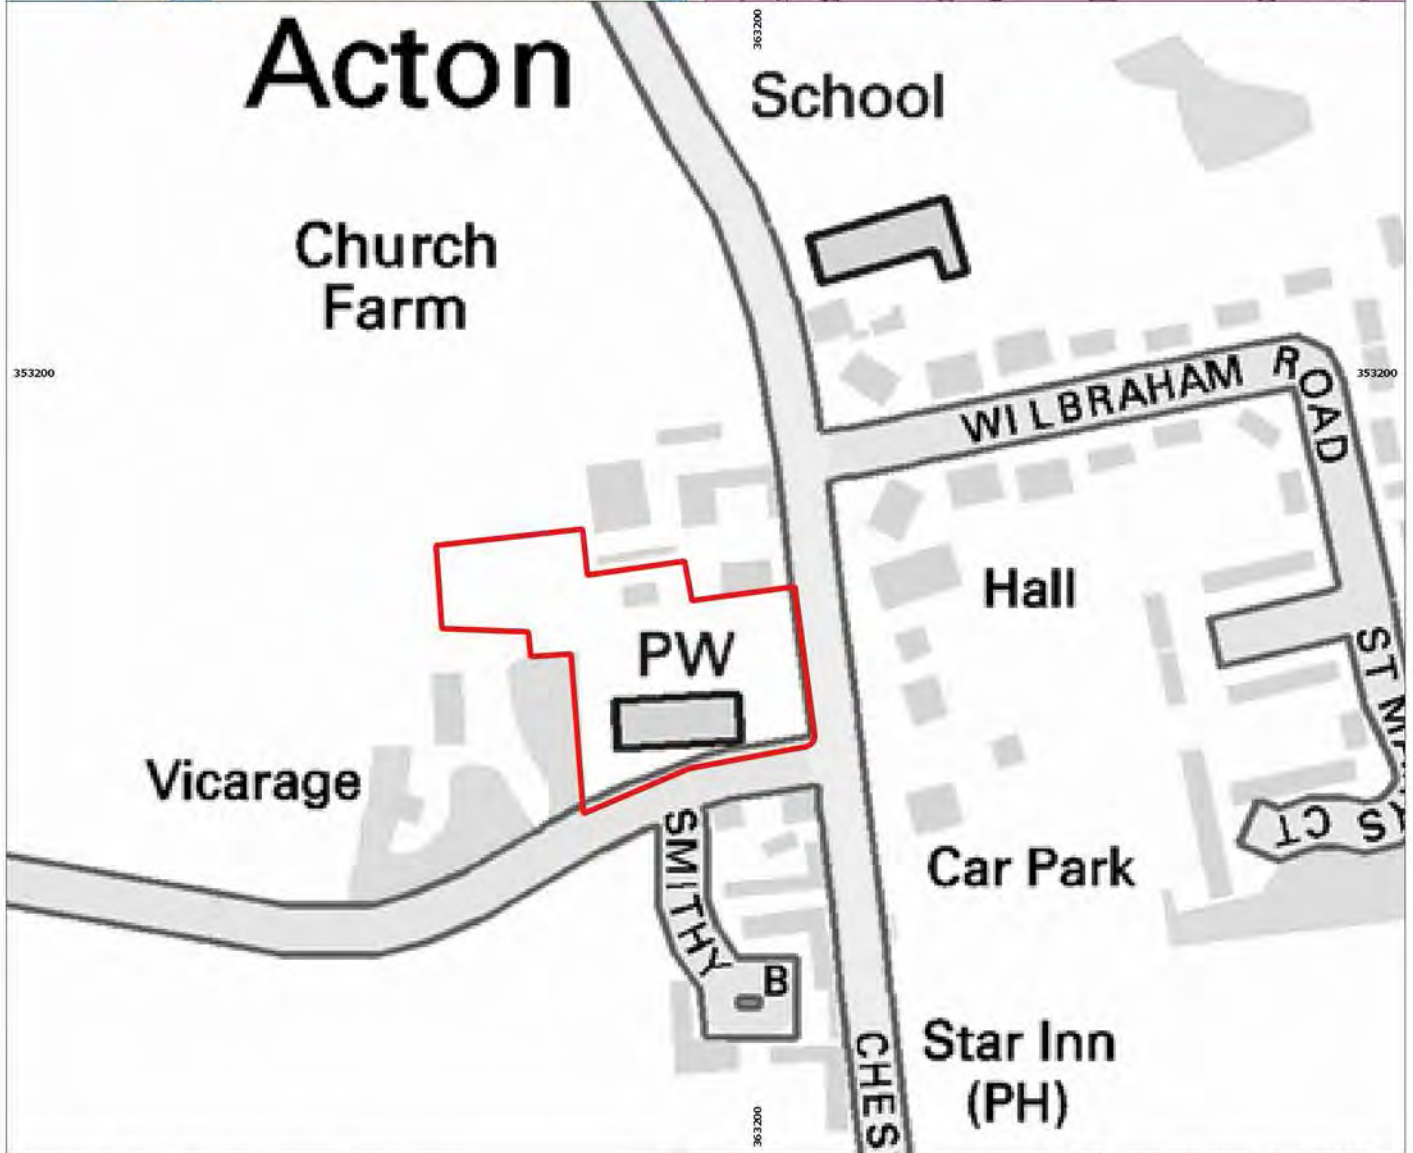 363200
Acton
School
Church
Farm
353200
353200
WILBRAHAM ROAD
Hall
PW
Vicarage
SMITHY
B
Car Park
CT
Star Inn
(PH)
CHES
363200